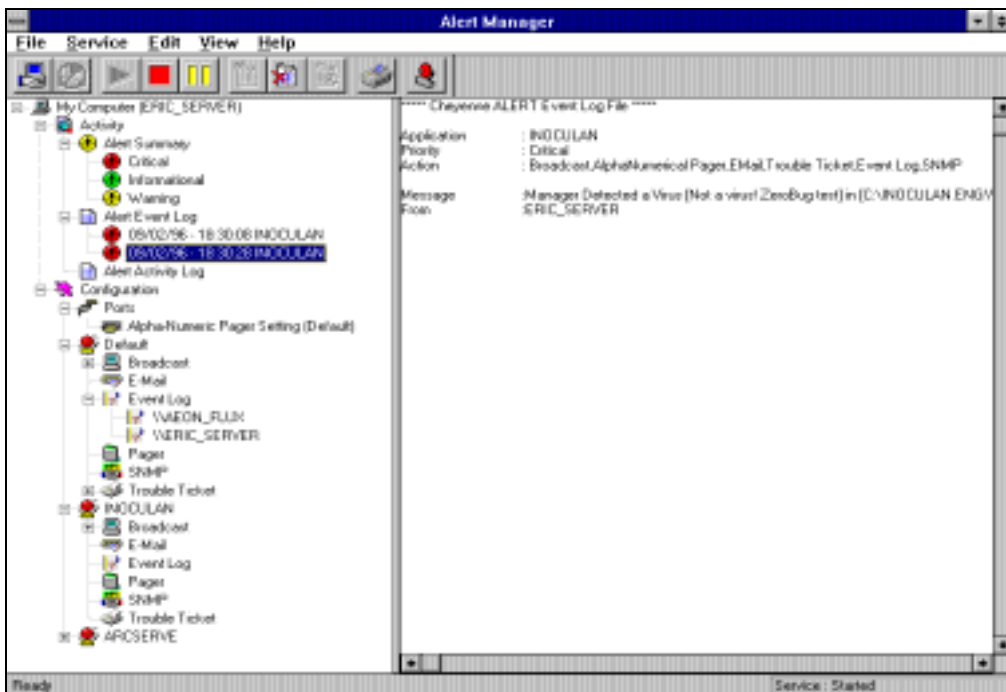 Alert Manager
File Service Edit View Help
My Computer (ERIC_SERVER)
Activity
Alert Summary
Critical
Informational
Warning
Alert Event Log
09/02/96 - 18:30:08 INOCULAN
09/02/96 - 18:30:28 INOCULAN
Alert Activity Log
Configuration
Ports
Alpha-Numeric Pager Setting (Default)
Default
Broadcast
E-Mail
Event Log
\\AEON_FLUX
\\ERIC_SERVER
Pager
SNMP
Trouble Ticket
INOCULAN
Broadcast
E-Mail
Event Log
Pager
SNMP
Trouble Ticket
ARCSERVE
***** Cheyenne ALERT Event Log File *****
Application : INOCULAN
Priority : Critical
Action : Broadcast,AlphaNumerical Pager,EMail,Trouble Ticket,Event Log,SNMP
Message :Manager Detected a Virus [Not a virus! ZeroBug test] in [C:\INOCULAN.ENG\
From :ERIC_SERVER
Ready
Service : Started